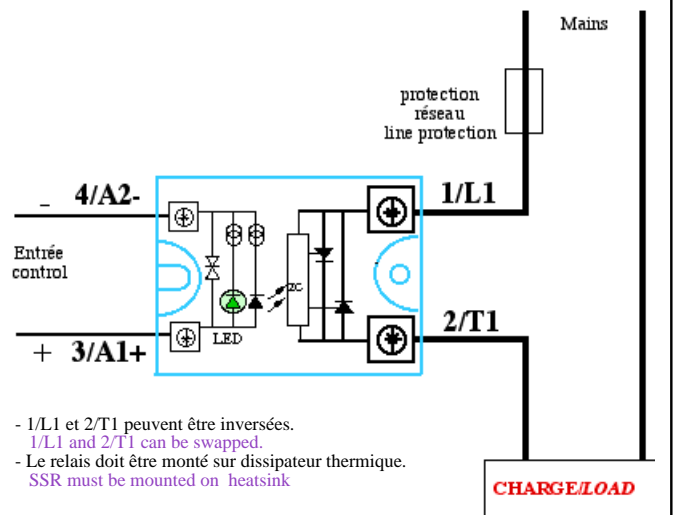 Mains
protection
réseau
line protection
- 4/A2-
1/L1
Entrée
control
ZC
LED
+ 3/A1+
2/T1
- 1/L1 et 2/T1 peuvent être inversées.
1/L1 and 2/T1 can be swapped.
- Le relais doit être monté sur dissipateur thermique.
SSR must be mounted on heatsink
CHARGE/LOAD